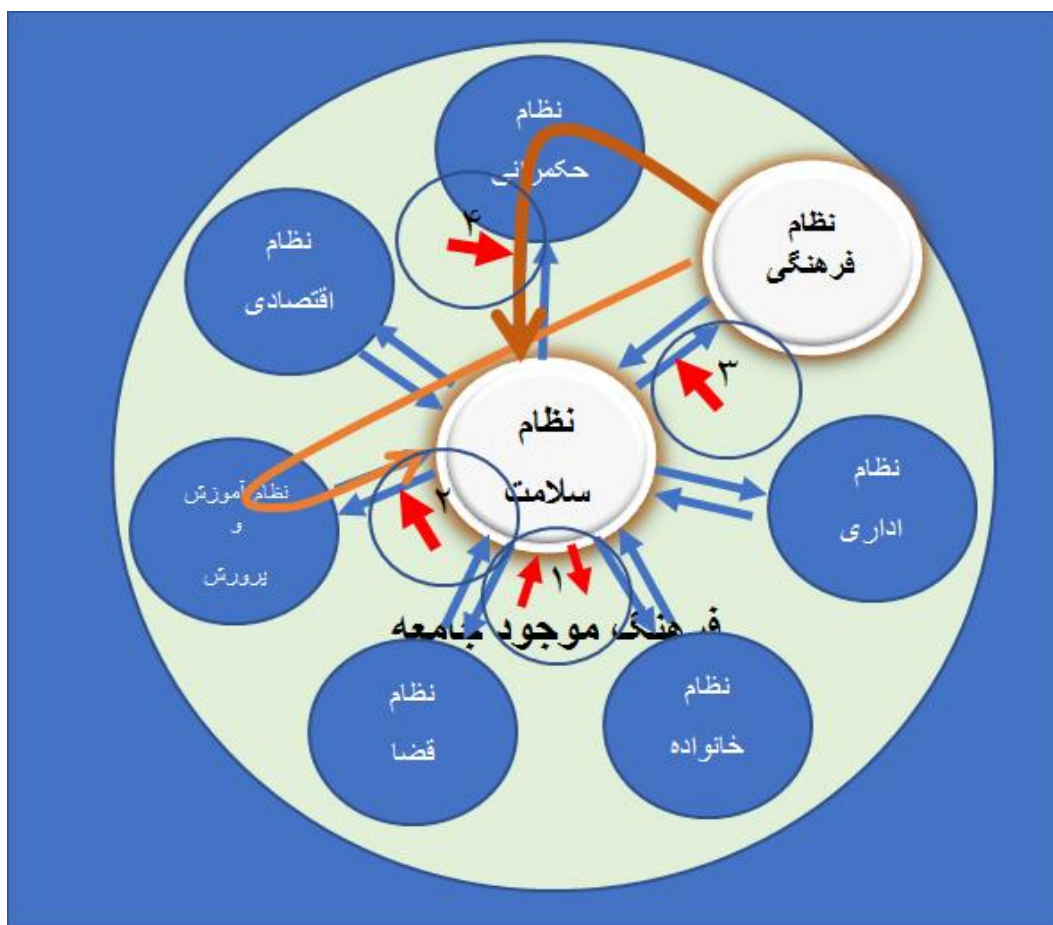 نظام
حکمرانی
نظام
فرهنگی
۴
نظام
اقتصادی
۳
نظام
سلامت
نظام
اداری
نظام آموزش
و
پرورش
۲
۱
فرهنگ موجود جامعه
نظام
قضا
نظام
خانواده